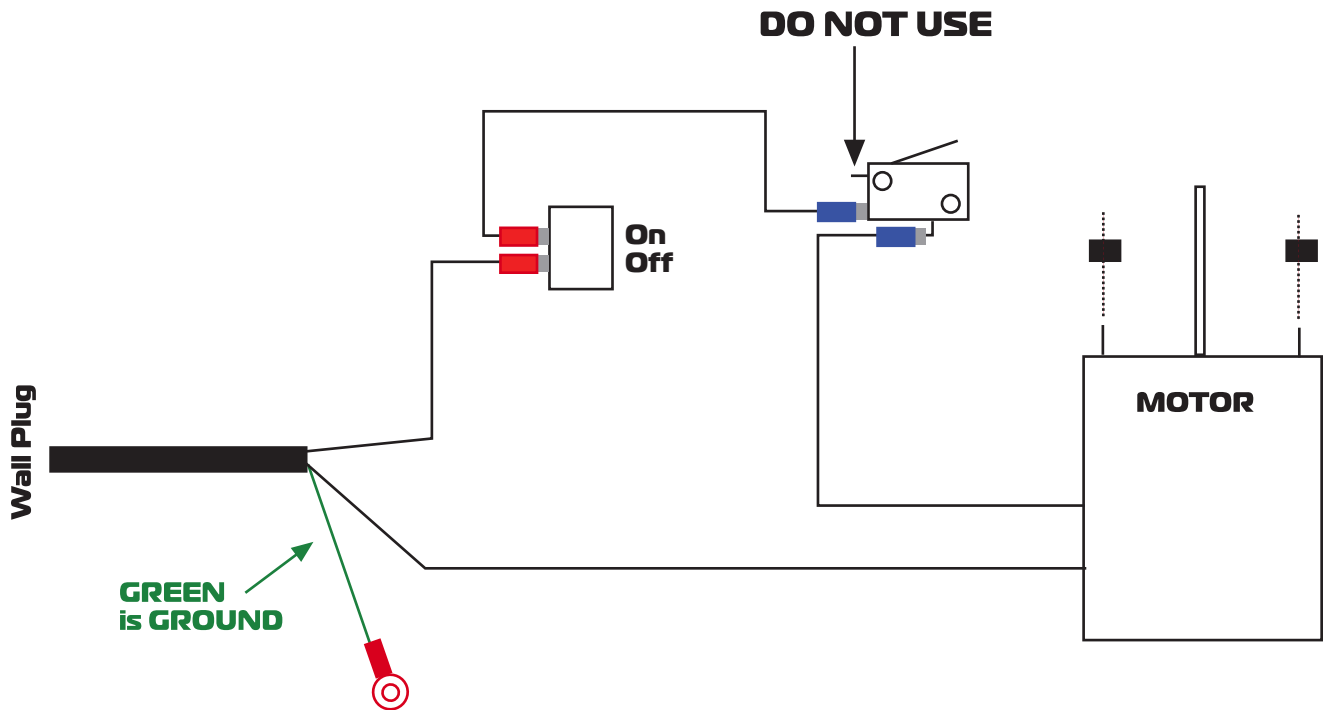 DO NOT USE
On
Off
MOTOR
Wall Plug
GREEN
is GROUND